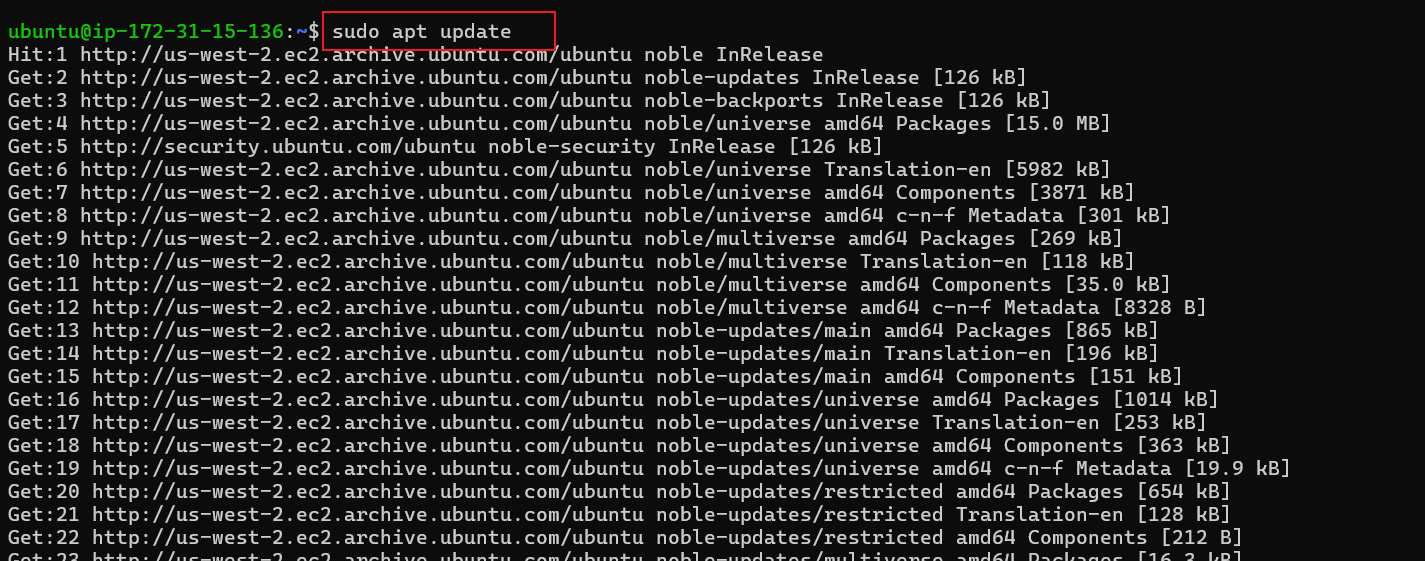 ubuntu@ip-172-31-15-136:~$ sudo apt update
Hit:1 http://us-west-2.ec2.archive.ubuntu.com/ubuntu noble InRelease
Get:2 http://us-west-2.ec2.archive.ubuntu.com/ubuntu noble-updates InRelease [126 kB]
Get:3 http://us-west-2.ec2.archive.ubuntu.com/ubuntu noble-backports InRelease [126 kB]
Get:4 http://us-west-2.ec2.archive.ubuntu.com/ubuntu noble/universe amd64 Packages [15.0 MB]
Get:5 http://security.ubuntu.com/ubuntu noble-security InRelease [126 kB]
Get:6 http://us-west-2.ec2.archive.ubuntu.com/ubuntu noble/universe Translation-en [5982 kB]
Get:7 http://us-west-2.ec2.archive.ubuntu.com/ubuntu noble/universe amd64 Components [3871 kB]
Get:8 http://us-west-2.ec2.archive.ubuntu.com/ubuntu noble/universe amd64 c-n-f Metadata [301 kB]
Get:9 http://us-west-2.ec2.archive.ubuntu.com/ubuntu noble/multiverse amd64 Packages [269 kB]
Get:10 http://us-west-2.ec2.archive.ubuntu.com/ubuntu noble/multiverse Translation-en [118 kB]
Get:11 http://us-west-2.ec2.archive.ubuntu.com/ubuntu noble/multiverse amd64 Components [35.0 kB]
Get:12 http://us-west-2.ec2.archive.ubuntu.com/ubuntu noble/multiverse amd64 c-n-f Metadata [8328 B]
Get:13 http://us-west-2.ec2.archive.ubuntu.com/ubuntu noble-updates/main amd64 Packages [865 kB]
Get:14 http://us-west-2.ec2.archive.ubuntu.com/ubuntu noble-updates/main Translation-en [196 kB]
Get:15 http://us-west-2.ec2.archive.ubuntu.com/ubuntu noble-updates/main amd64 Components [151 kB]
Get:16 http://us-west-2.ec2.archive.ubuntu.com/ubuntu noble-updates/universe amd64 Packages [1014 kB]
Get:17 http://us-west-2.ec2.archive.ubuntu.com/ubuntu noble-updates/universe Translation-en [253 kB]
Get:18 http://us-west-2.ec2.archive.ubuntu.com/ubuntu noble-updates/universe amd64 Components [363 kB]
Get:19 http://us-west-2.ec2.archive.ubuntu.com/ubuntu noble-updates/universe amd64 c-n-f Metadata [19.9 kB]
Get:20 http://us-west-2.ec2.archive.ubuntu.com/ubuntu noble-updates/restricted amd64 Packages [654 kB]
Get:21 http://us-west-2.ec2.archive.ubuntu.com/ubuntu noble-updates/restricted Translation-en [128 kB]
Get:22 http://us-west-2.ec2.archive.ubuntu.com/ubuntu noble-updates/restricted amd64 Components [212 B]
Get:23 http://us-west-2.ec2.archive.ubuntu.com/ubuntu noble-updates/multiverse amd64 Packages [16.3 kB]